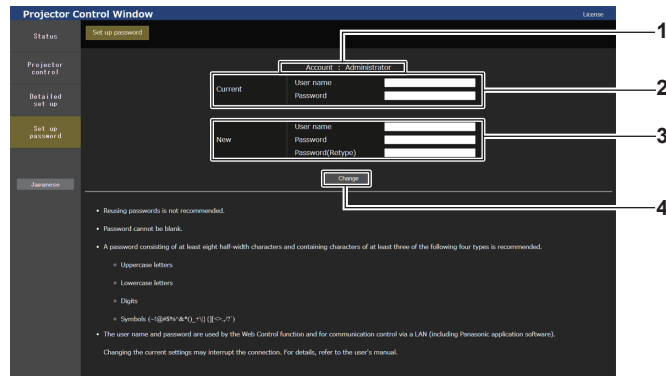 Projector Control Window
License
Status
Set up password
1
Account : Administrator
Projector control
Current
User name
Password
2
Detailed set up
Set up password
New
User name
Password
Password(Retype)
3
Change
Japanese
4
• Reusing passwords is not recommended.
• Password cannot be blank.
• A password consisting of at least eight half-width characters and containing characters of at least three of the following four types is recommended.
Uppercase letters
Lowercase letters
Digits
Symbols
• The user name and password are used by the Web Control function and for communication control via a LAN (including Panasonic application software).
Changing the current settings may interrupt the connection. For details, refer to the user's manual.